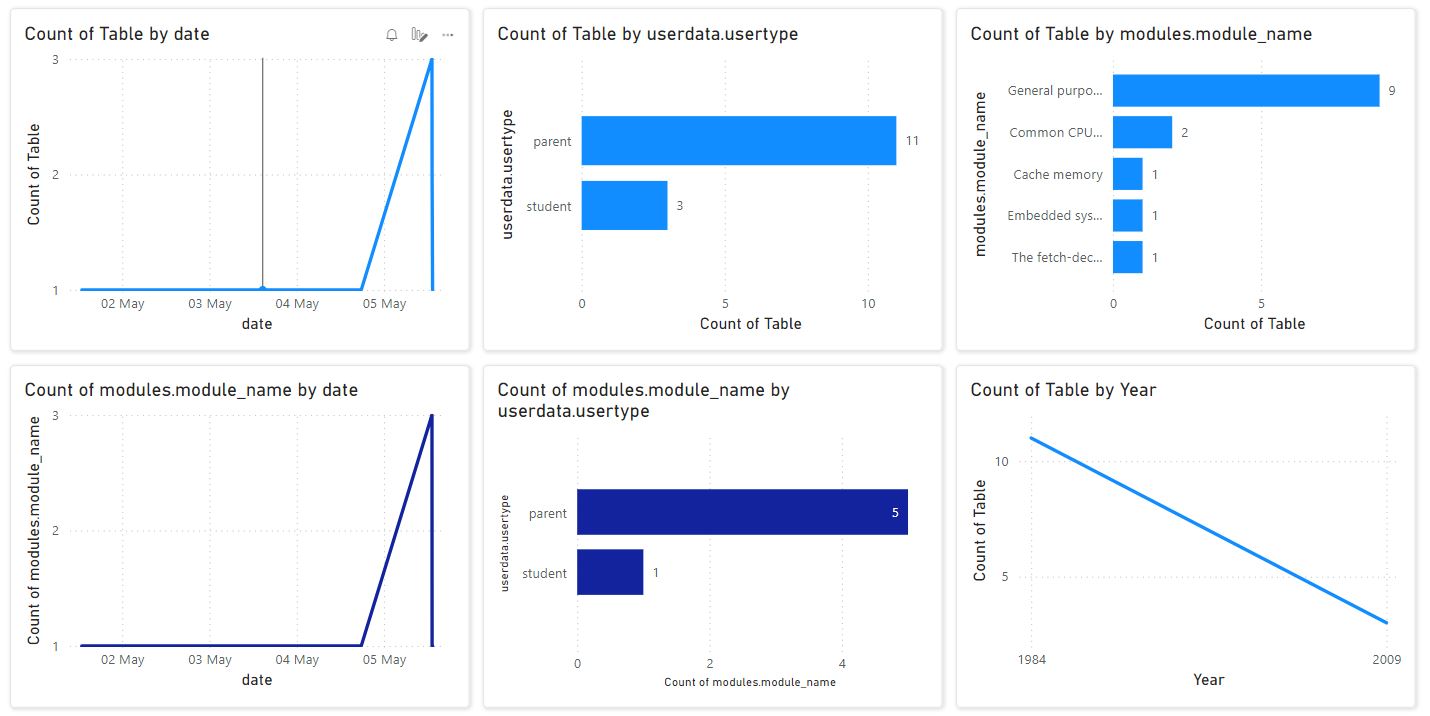 Count of Table by date
3
2
1
Count of Table
02 May 03 May 04 May 05 May
date
Count of Table by userdata.usertype
userdata.usertype
parent 11
student 3
0 5 10
Count of Table
Count of Table by modules.module_name
modules.module_name
General purpo... 9
Common CPU... 2
Cache memory 1
Embedded sys... 1
The fetch-dec... 1
0 5
Count of Table
Count of modules.module_name by date
3
2
1
Count of modules.module_name
02 May 03 May 04 May 05 May
date
Count of modules.module_name by
userdata.usertype
userdata.usertype
parent 5
student 1
0 2 4
Count of modules.module_name
Count of Table by Year
10
5
Count of Table
1984 2009
Year